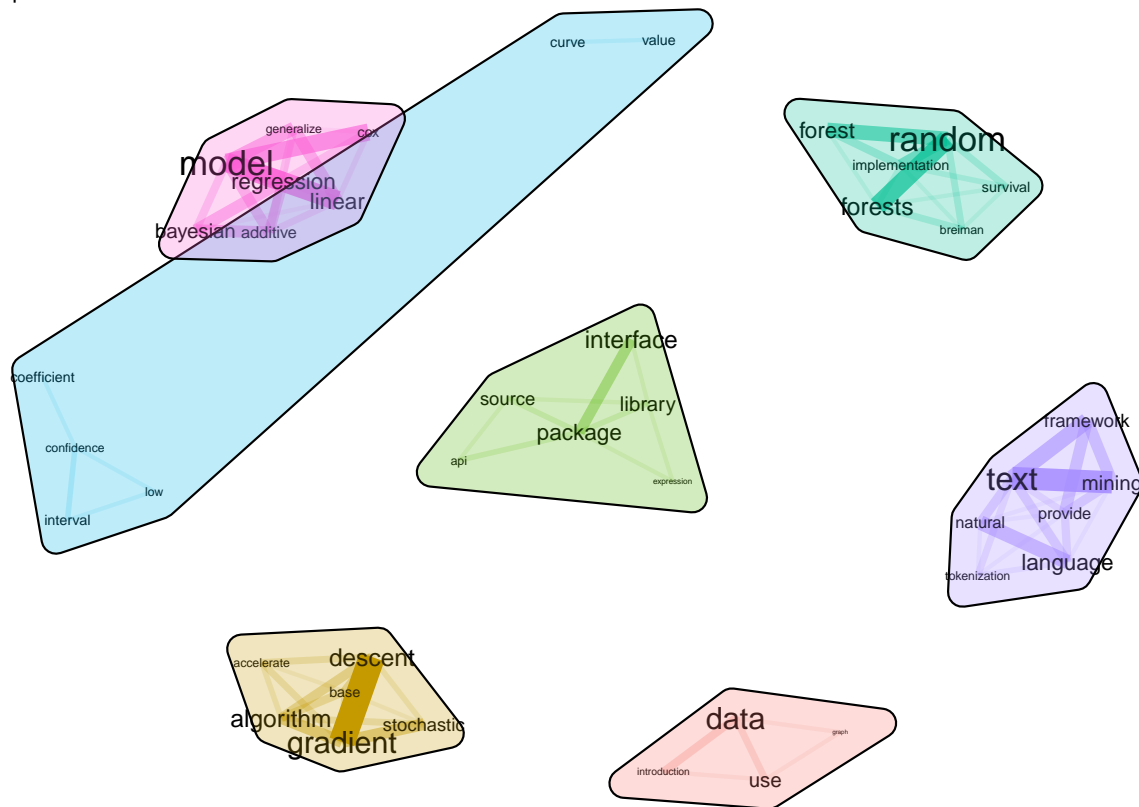 curve
value
generalize
cox
model
regression
linear
bayesian
additive
forest
random
implementation
survival
forests
breiman
interface
source
library
package
api
expression
coefficient
confidence
low
interval
framework
text
mining
natural
provide
language
tokenization
accelerate
descent
base
algorithm
stochastic
gradient
data
graph
introduction
use